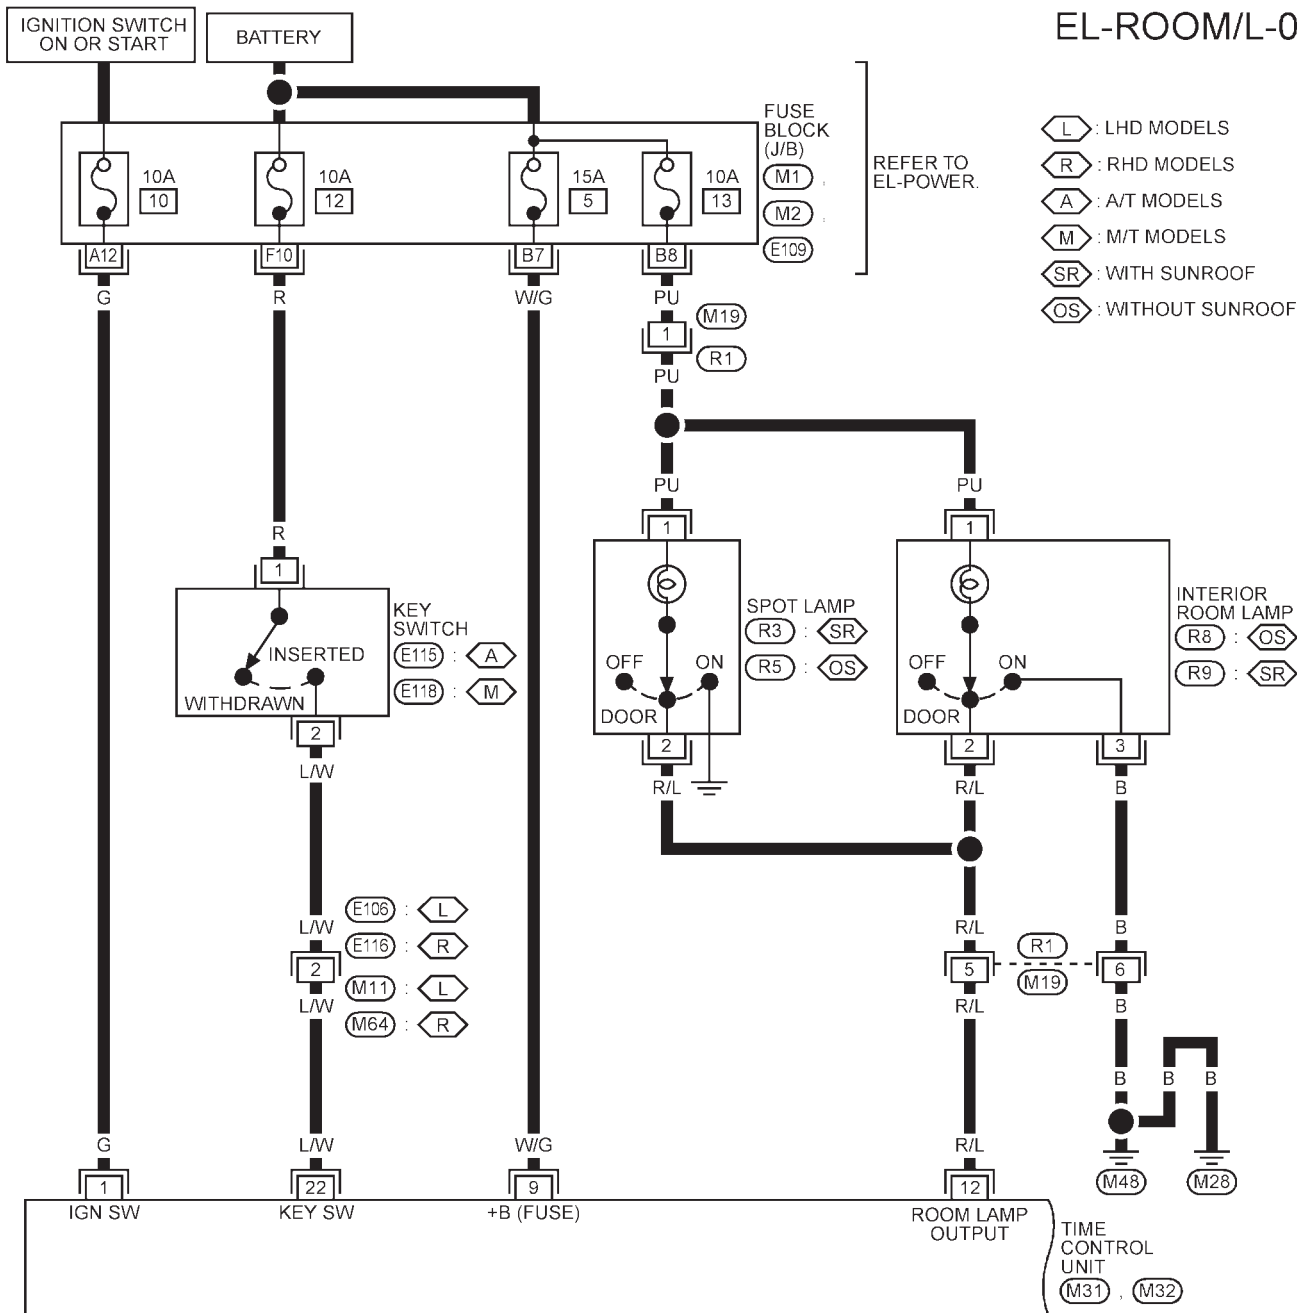 IGNITION SWITCH
ON OR START
BATTERY
EL-ROOM/L-0
L : LHD MODELS
R : RHD MODELS
A : A/T MODELS
M : M/T MODELS
SR : WITH SUNROOF
OS : WITHOUT SUNROOF
FUSE
BLOCK
(J/B)
M1 ,
M2 ,
E109
REFER TO
EL-POWER.
10A
10
10A
12
15A
5
10A
13
A12
F10
B7
B8
G
R
W/G
PU
1
M19
R1
PU
PU
PU
R
1
1
1
KEY
SWITCH
E115 : A
E118 : M
INSERTED
WITHDRAWN
2
L/W
SPOT LAMP
R3 : SR
R5 : OS
OFF
ON
DOOR
2
R/L
INTERIOR
ROOM LAMP
R8 : OS
R9 : SR
OFF
ON
DOOR
2
3
R/L
B
E106 : L
E116 : R
M11 : L
M64 : R
L/W
2
L/W
R/L
B
5
R1
M19
6
R/L
B
B
B
B
G
L/W
W/G
R/L
M48
M28
1
22
9
12
IGN SW
KEY SW
+B (FUSE)
ROOM LAMP
OUTPUT
TIME
CONTROL
UNIT
M31 , M32